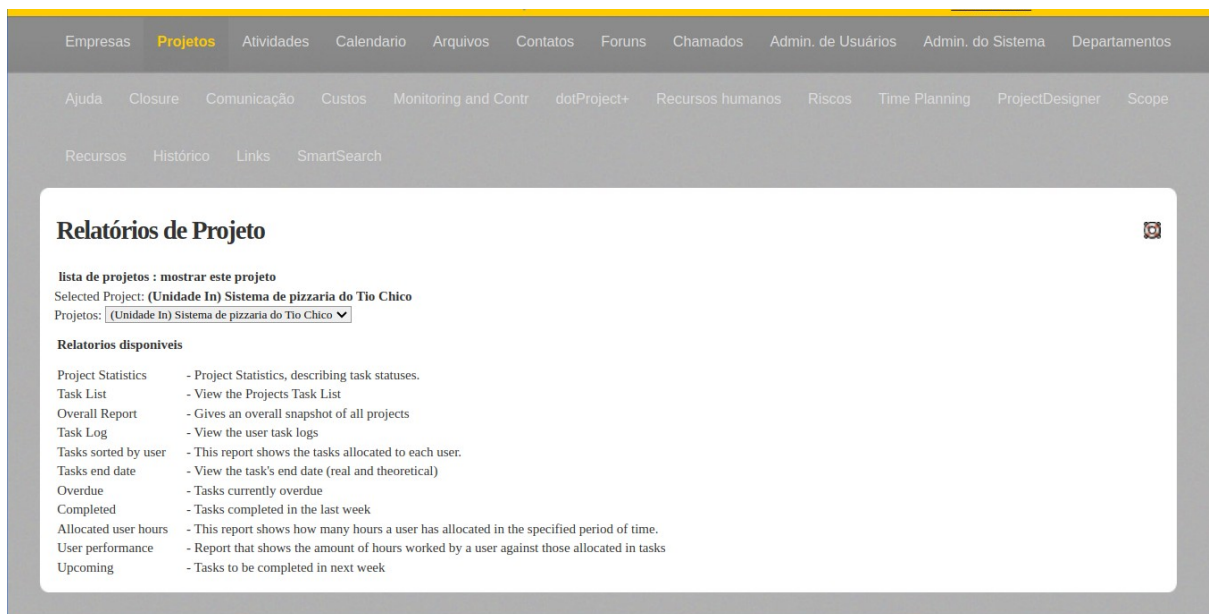 Empresas Projetos Atividades Calendario Arquivos Contatos Foruns Chamados Admin. de Usuários Admin. do Sistema Departamentos
Ajuda Closure Comunicação Custos Monitoring and Contr dotProject+ Recursos humanos Riscos Time Planning ProjectDesigner Scope
Recursos Histórico Links SmartSearch
Relatórios de Projeto
lista de projetos : mostrar este projeto
Selected Project: (Unidade In) Sistema de pizzaria do Tio Chico
Projetos: (Unidade In) Sistema de pizzaria do Tio Chico
Relatorios disponiveis
Project Statistics - Project Statistics, describing task statuses.
Task List - View the Projects Task List
Overall Report - Gives an overall snapshot of all projects
Task Log - View the user task logs
Tasks sorted by user - This report shows the tasks allocated to each user.
Tasks end date - View the task's end date (real and theoretical)
Overdue - Tasks currently overdue
Completed - Tasks completed in the last week
Allocated user hours - This report shows how many hours a user has allocated in the specified period of time.
User performance - Report that shows the amount of hours worked by a user against those allocated in tasks
Upcoming - Tasks to be completed in next week